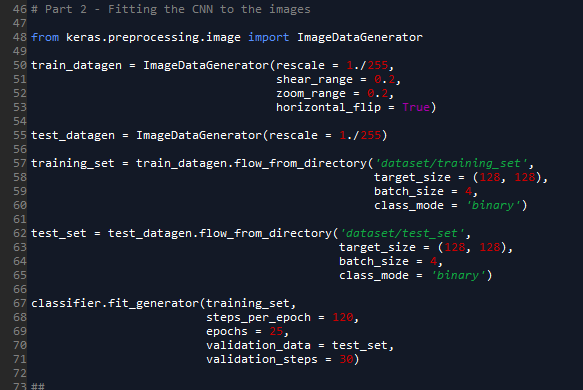 46 # Part 2 - Fitting the CNN to the images
47
48 from keras.preprocessing.image import ImageDataGenerator
49
50 train_datagen = ImageDataGenerator(rescale = 1./255,
51                                    shear_range = 0.2,
52                                    zoom_range = 0.2,
53                                    horizontal_flip = True)
54
55 test_datagen = ImageDataGenerator(rescale = 1./255)
56
57 training_set = train_datagen.flow_from_directory('dataset/training_set',
58                                                  target_size = (128, 128),
59                                                  batch_size = 4,
60                                                  class_mode = 'binary')
61
62 test_set = test_datagen.flow_from_directory('dataset/test_set',
63                                             target_size = (128, 128),
64                                             batch_size = 4,
65                                             class_mode = 'binary')
66
67 classifier.fit_generator(training_set,
68                          steps_per_epoch = 120,
69                          epochs = 25,
70                          validation_data = test_set,
71                          validation_steps = 30)
72
73 ##